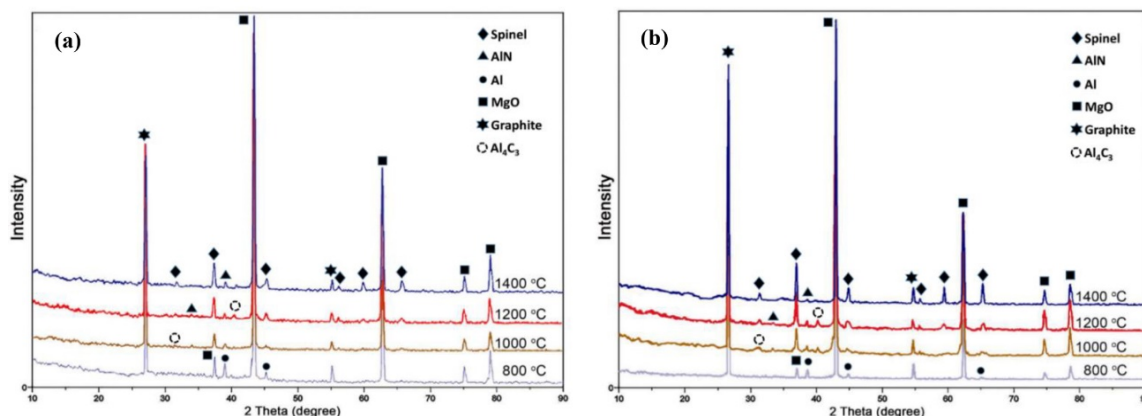 (a)
Spinel
AlN
Al
MgO
Graphite
Al₄C₃
Intensity
1400 °C
1200 °C
1000 °C
800 °C
0
10 20 30 40 50 60 70 80 90
2 Theta (degree)
(b)
Spinel
AlN
Al
MgO
Graphite
Al₄C₃
Intensity
1400 °C
1200 °C
1000 °C
800 °C
0
10 20 30 40 50 60 70 80
2 Theta (degree)